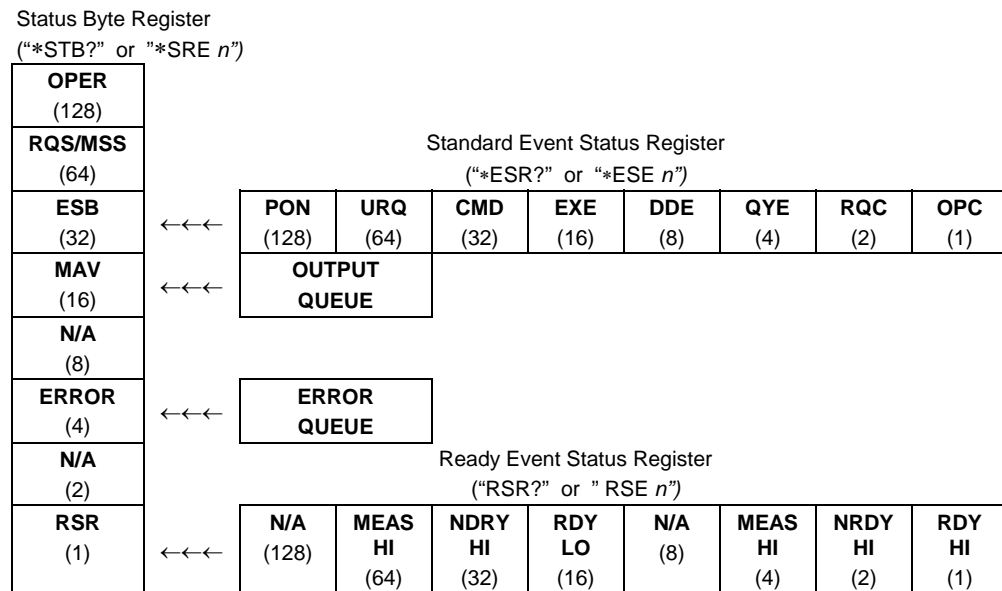 Status Byte Register
(“∗STB?” or ”∗SRE n”)
OPER
(128)
RQS/MSS
(64)
Standard Event Status Register
(“∗ESR?” or “∗ESE n”)
ESB
(32)
←←←
PON
(128)
URQ
(64)
CMD
(32)
EXE
(16)
DDE
(8)
QYE
(4)
RQC
(2)
OPC
(1)
MAV
(16)
←←←
OUTPUT
QUEUE
N/A
(8)
ERROR
(4)
←←←
ERROR
QUEUE
N/A
(2)
Ready Event Status Register
(“RSR?” or ” RSE n”)
RSR
(1)
←←←
N/A
(128)
MEAS
HI
(64)
NDRY
HI
(32)
RDY
LO
(16)
N/A
(8)
MEAS
HI
(4)
NRDY
HI
(2)
RDY
HI
(1)